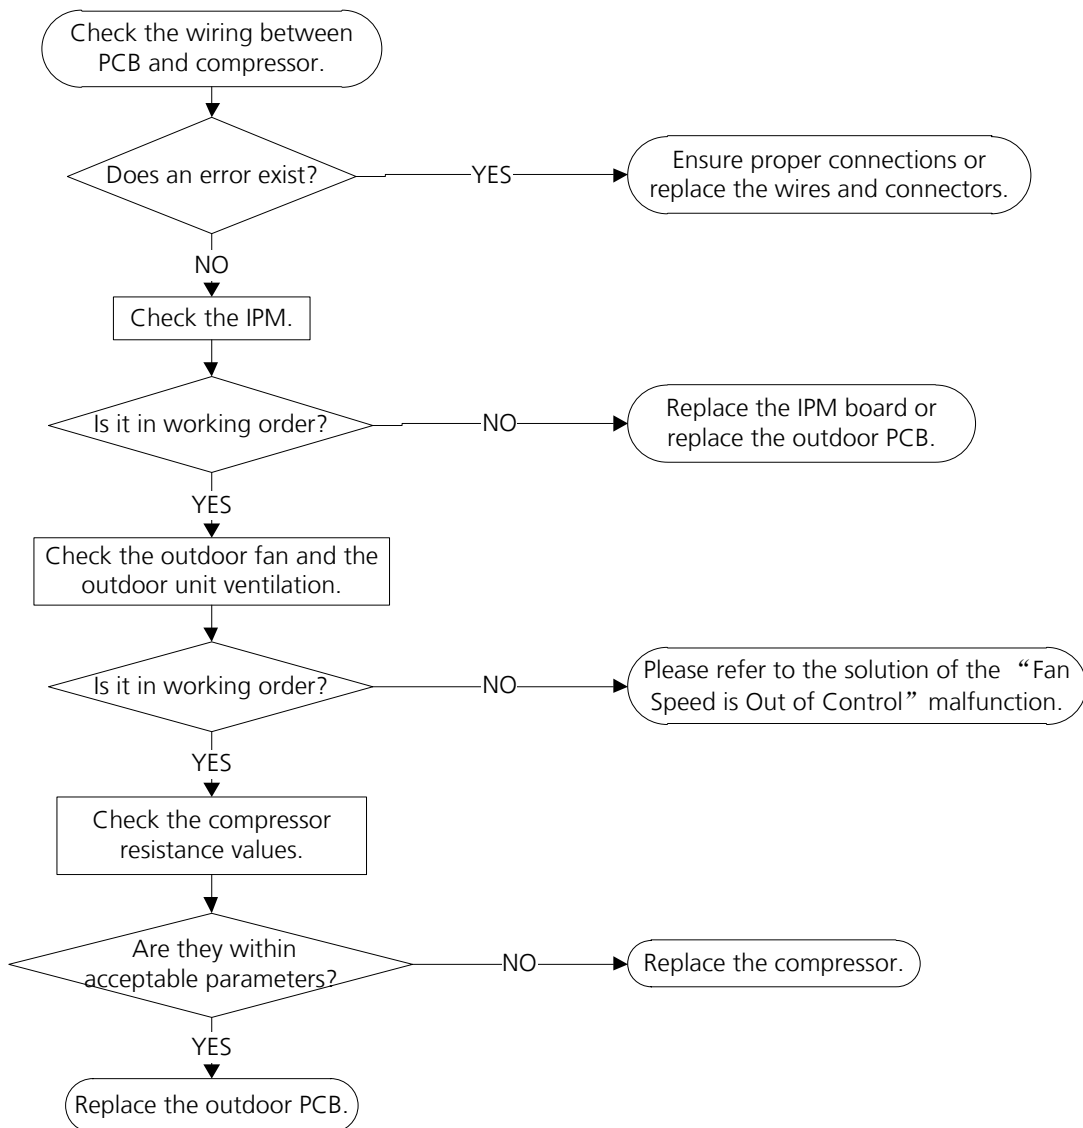 Check the wiring between
PCB and compressor.
Does an error exist?
YES
Ensure proper connections or
replace the wires and connectors.
NO
Check the IPM.
Is it in working order?
NO
Replace the IPM board or
replace the outdoor PCB.
YES
Check the outdoor fan and the
outdoor unit ventilation.
Is it in working order?
NO
Please refer to the solution of the “Fan
Speed is Out of Control” malfunction.
YES
Check the compressor
resistance values.
Are they within
acceptable parameters?
NO
Replace the compressor.
YES
Replace the outdoor PCB.